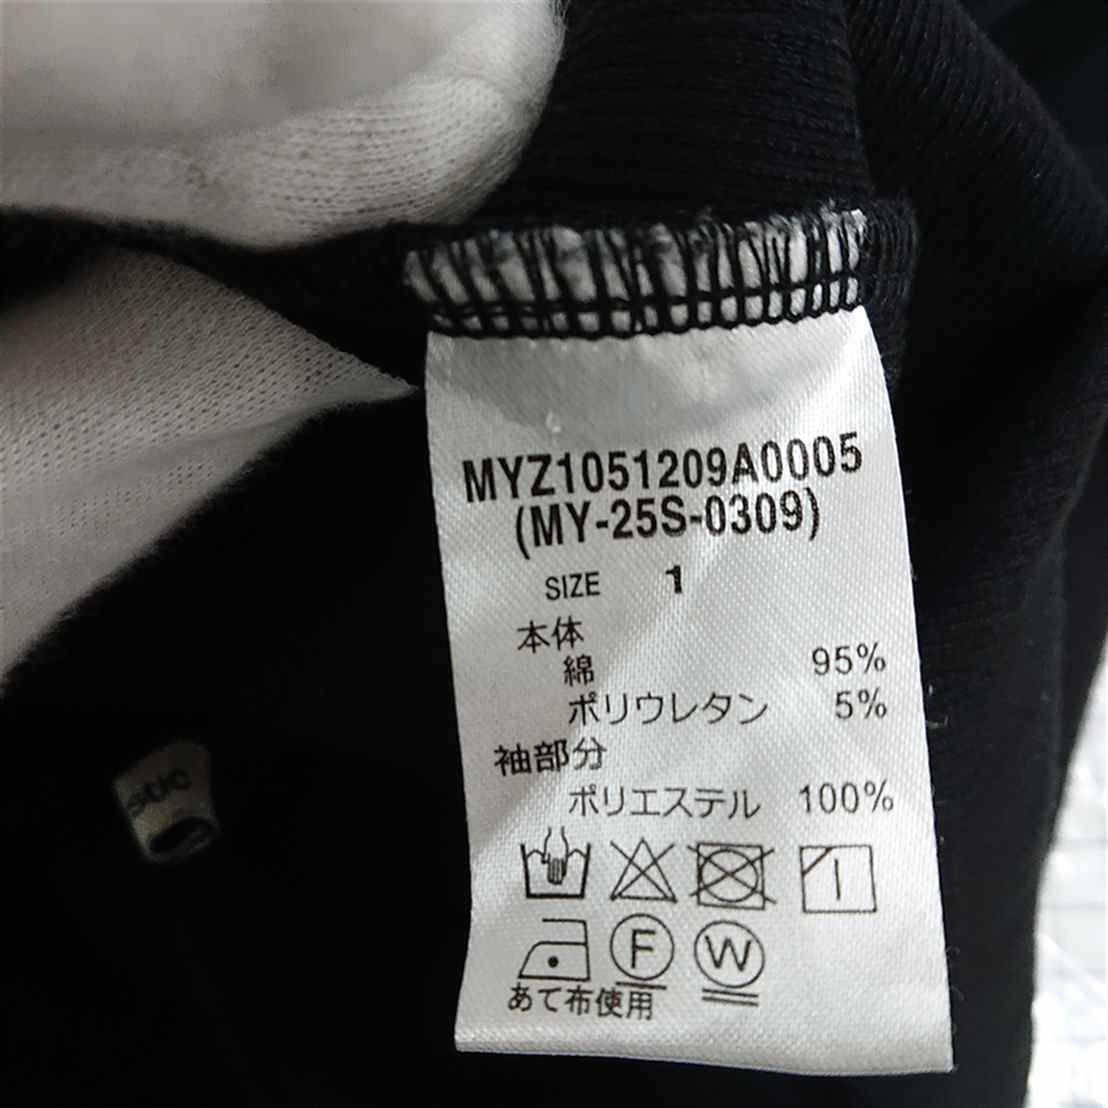 MYZ1051209A0005
(MY-25S-0309)
SIZE 1
本体
綿 95%
ポリウレタン 5%
袖部分
ポリエステル 100%
F W
あて布使用